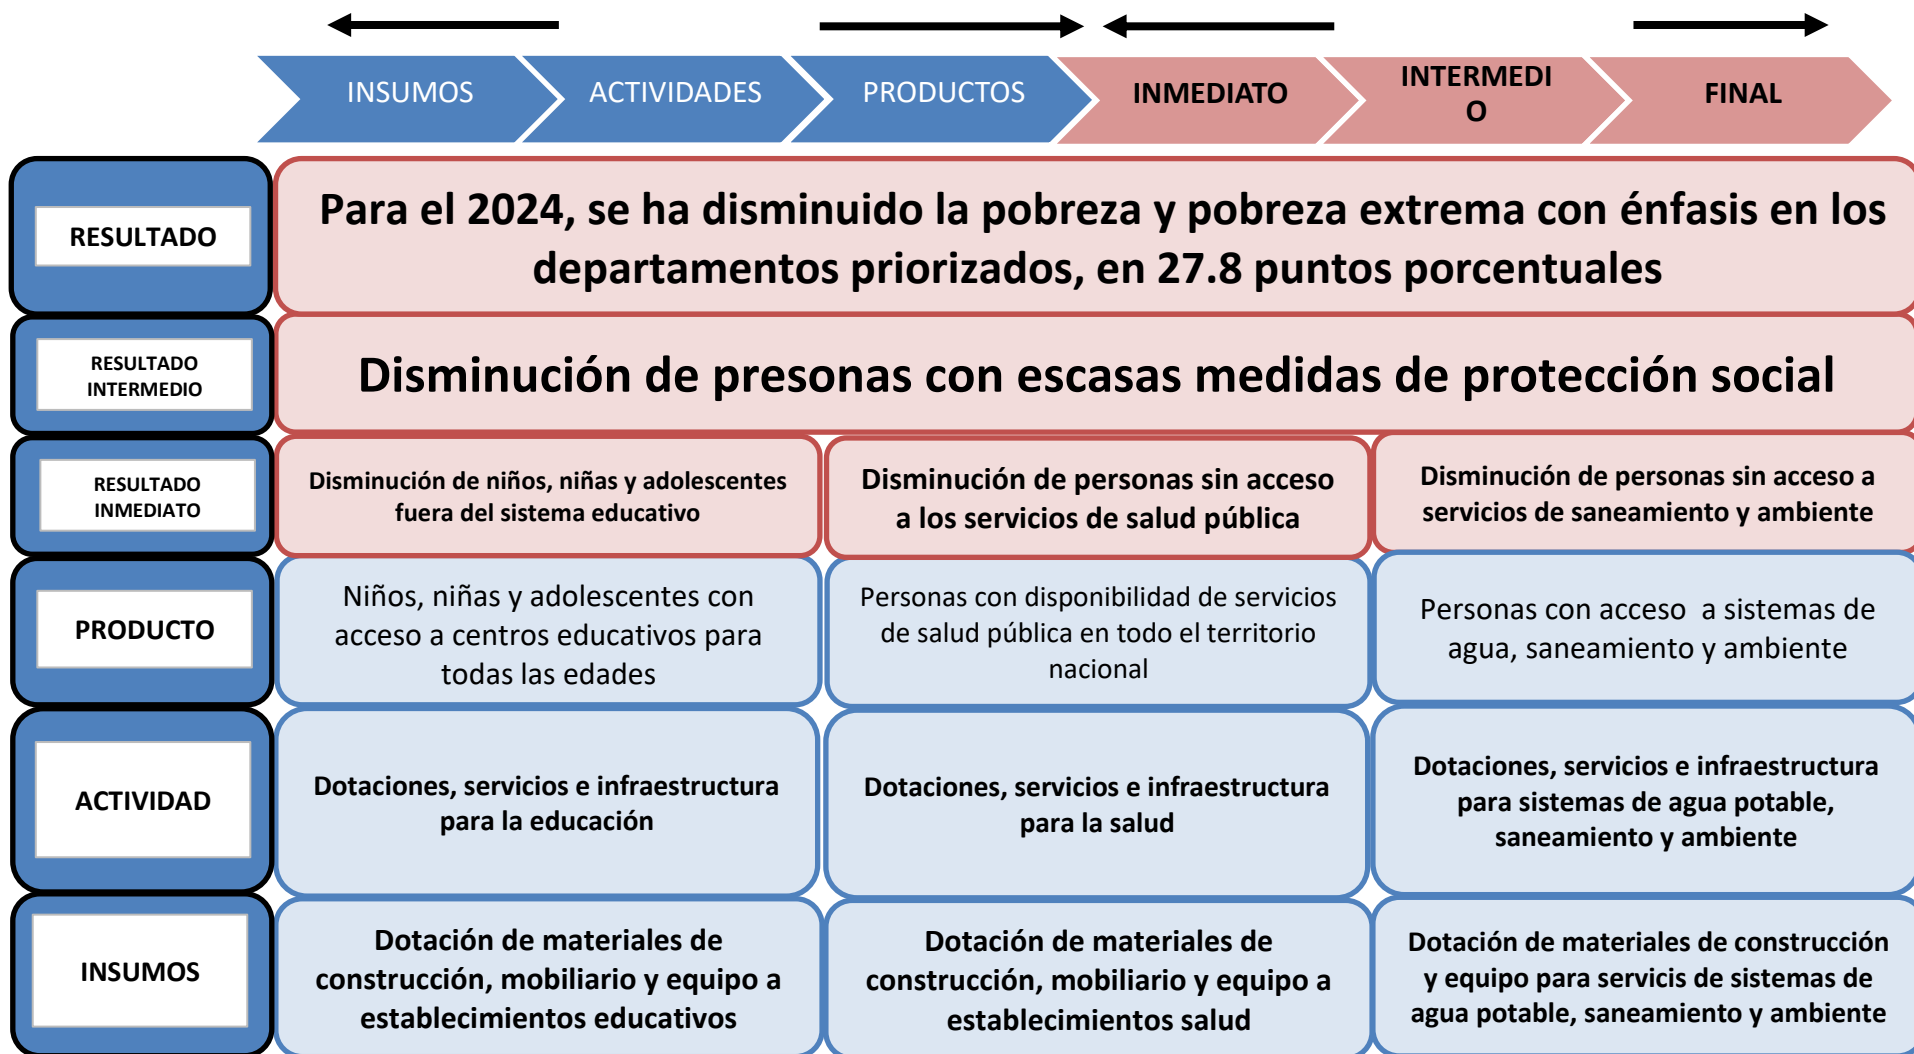 INSUMOS
ACTIVIDADES
PRODUCTOS
INMEDIATO
INTERMEDI
O
FINAL
RESULTADO
Para el 2024, se ha disminuido la pobreza y pobreza extrema con énfasis en los
departamentos priorizados, en 27.8 puntos porcentuales
RESULTADO
INTERMEDIO
Disminución de presonas con escasas medidas de protección social
RESULTADO
INMEDIATO
Disminución de niños, niñas y adolescentes
fuera del sistema educativo
Disminución de personas sin acceso
a los servicios de salud pública
Disminución de personas sin acceso a
servicios de saneamiento y ambiente
PRODUCTO
Niños, niñas y adolescentes con
acceso a centros educativos para
todas las edades
Personas con disponibilidad de servicios
de salud pública en todo el territorio
nacional
Personas con acceso a sistemas de
agua, saneamiento y ambiente
ACTIVIDAD
Dotaciones, servicios e infraestructura
para la educación
Dotaciones, servicios e infraestructura
para la salud
Dotaciones, servicios e infraestructura
para sistemas de agua potable,
saneamiento y ambiente
INSUMOS
Dotación de materiales de
construcción, mobiliario y equipo a
establecimientos educativos
Dotación de materiales de
construcción, mobiliario y equipo a
establecimientos salud
Dotación de materiales de construcción
y equipo para servicis de sistemas de
agua potable, saneamiento y ambiente